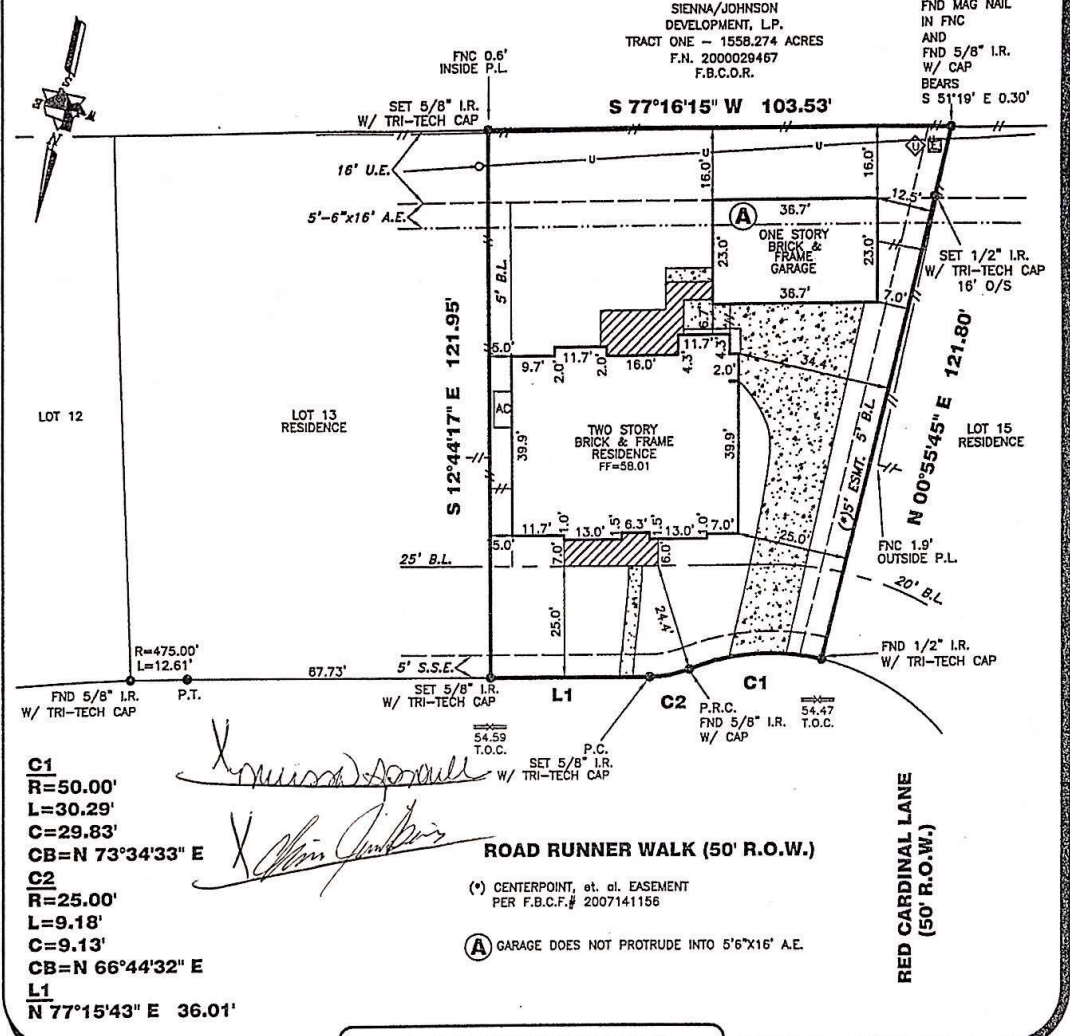 SIENNA/JOHNSON
DEVELOPMENT, L.P.
TRACT ONE – 1558.274 ACRES
F.N. 2000029467
F.B.C.O.R.
FND MAG NAIL
IN FNC
AND
FND 5/8" I.R.
W/ CAP
BEARS
S 51°19' E 0.30'
FNC 0.6'
INSIDE P.L.
SET 5/8" I.R.
W/ TRI-TECH CAP
S 77°16'15" W 103.53'
16' U.E.
U
U
U
U
E
16.0'
16.0'
12.5'
5'-6"x16' A.E.
A
36.7'
ONE STORY
BRICK &
FRAME
GARAGE
23.0'
23.0'
36.7'
7.0'
SET 1/2" I.R.
W/ TRI-TECH CAP
16' O/S
5' B.L.
S 12°44'17" E 121.95'
6.7'
5.0'
9.7'
2.0'
11.7'
2.0'
16.0'
4.3'
11.7'
4.3'
2.0'
34.4'
N 00°55'45" E 121.80'
LOT 12
LOT 13
RESIDENCE
AC
39.9'
TWO STORY
BRICK & FRAME
RESIDENCE
FF=58.01
39.9'
(*)5' ESMT. 5' B.L.
LOT 15
RESIDENCE
11.7'
1.0'
13.0'
1.5'
6.3'
1.5'
13.0'
1.0'
7.0'
5.0'
7.0'
6.0'
25.0'
FNC 1.9'
OUTSIDE P.L.
25' B.L.
20' B.L.
25.0'
24.4'
R=475.00'
L=12.61'
67.73'
5' S.S.E.
FND 1/2" I.R.
W/ TRI-TECH CAP
FND 5/8" I.R.
W/ TRI-TECH CAP
P.T.
SET 5/8" I.R.
W/ TRI-TECH CAP
L1
C2
C1
P.R.C.
FND 5/8" I.R.
W/ CAP
54.47
T.O.C.
54.59
T.O.C.
P.C.
SET 5/8" I.R.
W/ TRI-TECH CAP
X
X
C1
R=50.00'
L=30.29'
C=29.83'
CB=N 73°34'33" E
C2
R=25.00'
L=9.18'
C=9.13'
CB=N 66°44'32" E
L1
N 77°15'43" E 36.01'
ROAD RUNNER WALK (50' R.O.W.)
(*) CENTERPOINT, et. al. EASEMENT
PER F.B.C.F.# 2007141156
A GARAGE DOES NOT PROTRUDE INTO 5'6"X16' A.E.
RED CARDINAL LANE
(50' R.O.W.)